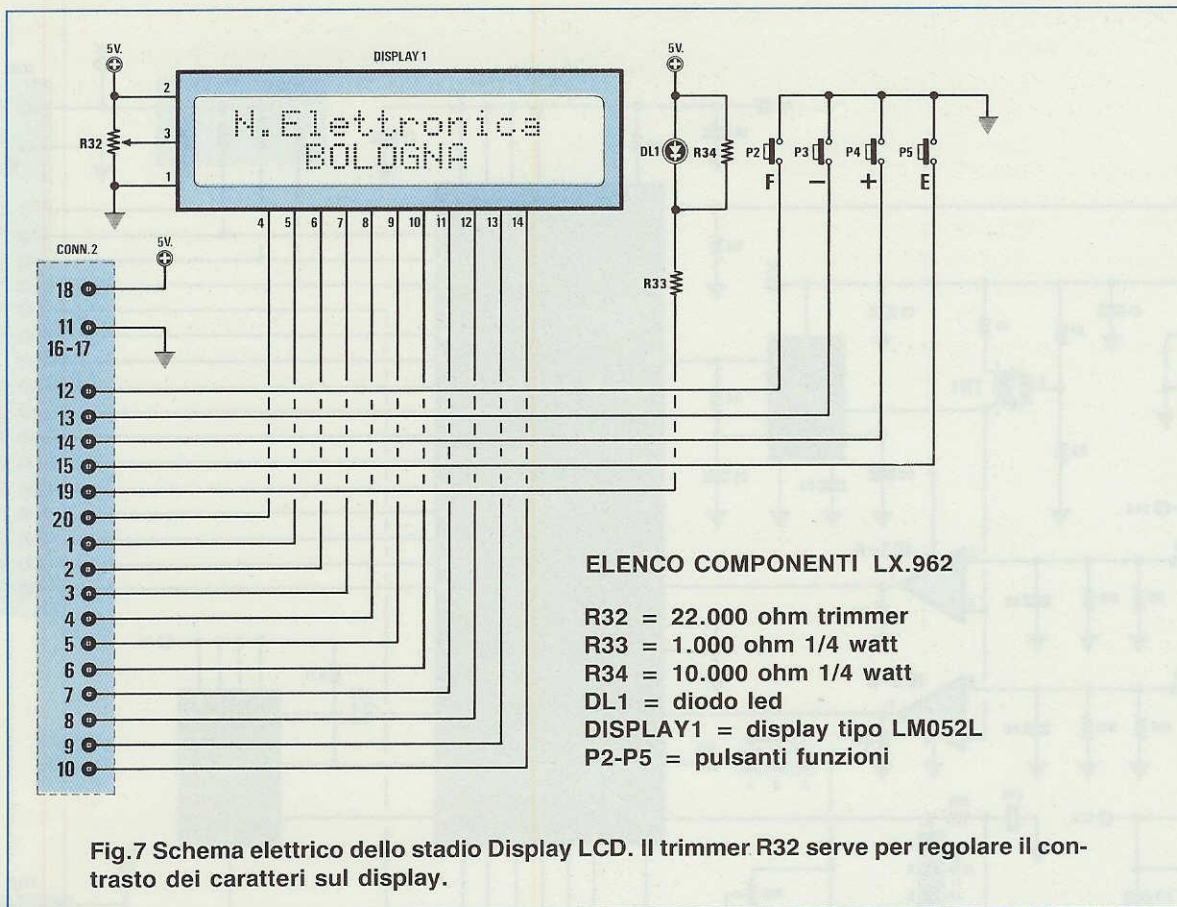 5V.
DISPLAY 1
5V.
2
N.Elettronica
BOLOGNA
R32
3
1
DL1
R34
P2
P3
P4
P5
F
−
+
E
4 5 6 7 8 9 10 11 12 13 14
CONN.2
5V.
R33
18
11
16-17
12
13
14
15
19
20
1
2
3
4
5
6
7
8
9
10
ELENCO COMPONENTI LX.962
R32 = 22.000 ohm trimmer
R33 = 1.000 ohm 1/4 watt
R34 = 10.000 ohm 1/4 watt
DL1 = diodo led
DISPLAY1 = display tipo LM052L
P2-P5 = pulsanti funzioni
Fig.7 Schema elettrico dello stadio Display LCD. Il trimmer R32 serve per regolare il con-
trasto dei caratteri sul display.